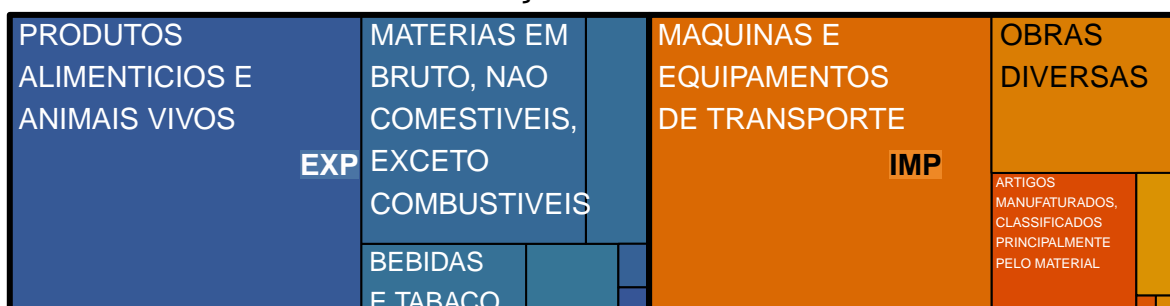 PRODUTOS
ALIMENTICIOS E
ANIMAIS VIVOS
EXP
MATERIAS EM
BRUTO, NAO
COMESTIVEIS,
EXCETO
COMBUSTIVEIS
BEBIDAS
E TABACO
MAQUINAS E
EQUIPAMENTOS
DE TRANSPORTE
IMP
OBRAS
DIVERSAS
ARTIGOS
MANUFATURADOS,
CLASSIFICADOS
PRINCIPALMENTE
PELO MATERIAL